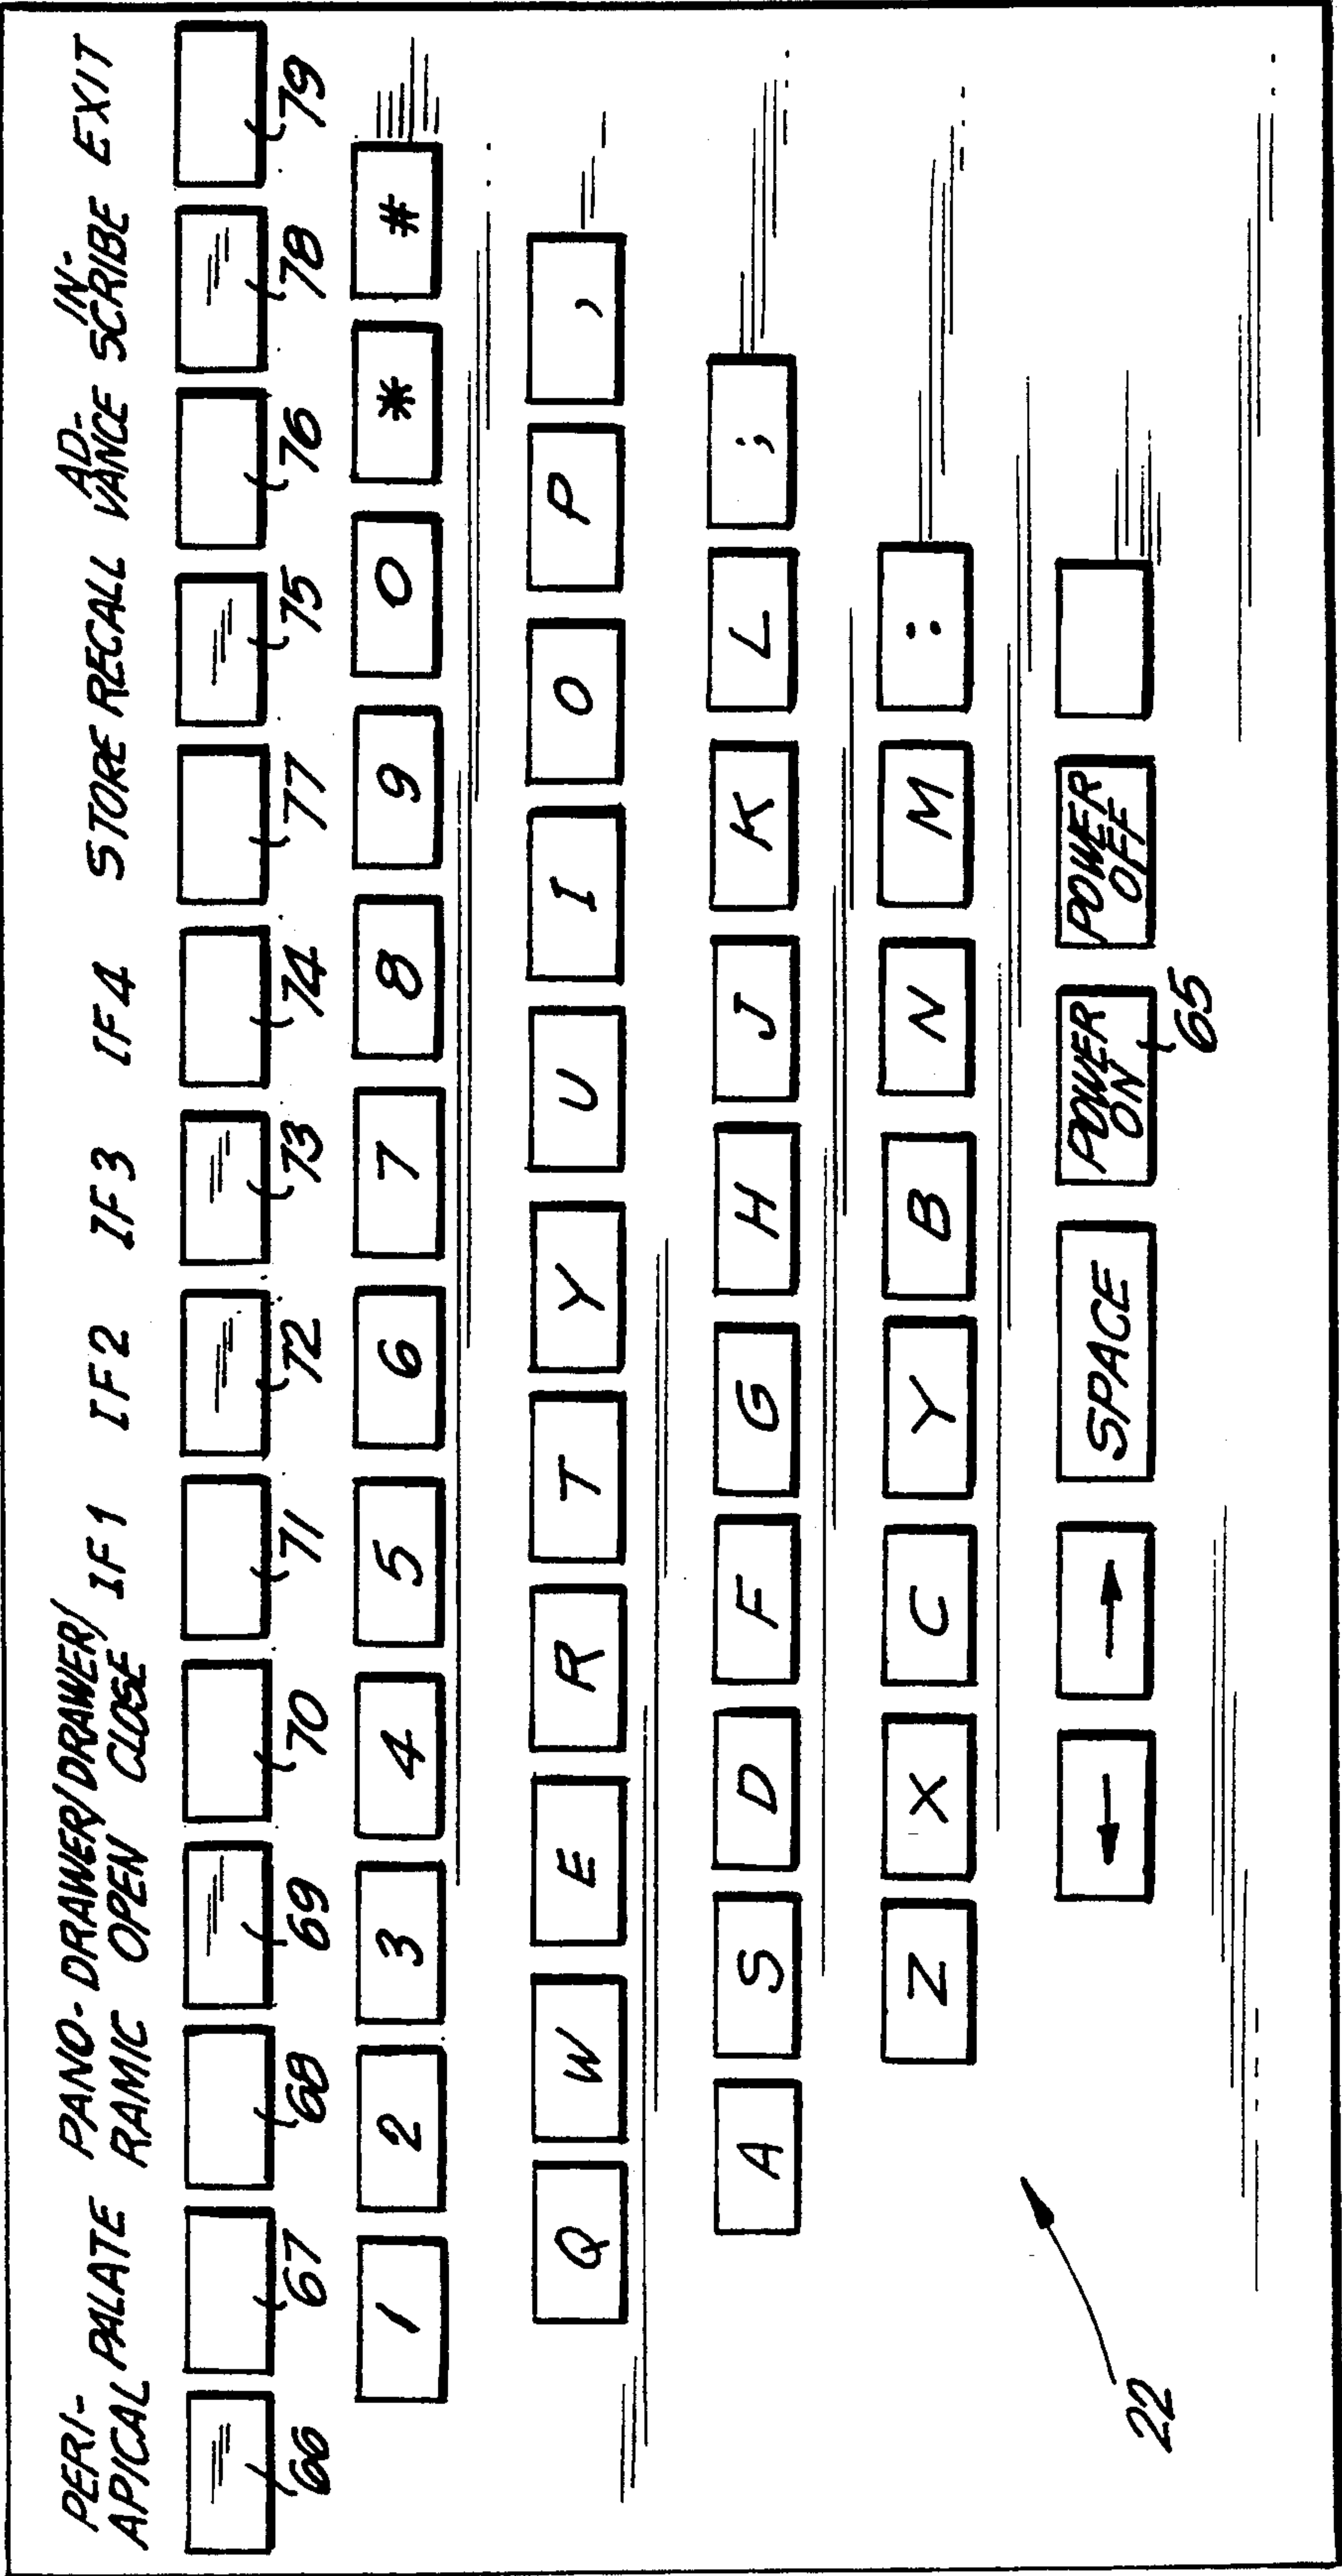 PERI- PANO- DRAWER/ DRAWER/ AD- IN-
APICAL PALATE RAMIC OPEN CLOSE IF1 IF2 IF3 IF4 STORE RECALL VANCE SCRIBE EXIT
66 67 68 69 70 71 72 73 74 77 75 76 78 79
1 2 3 4 5 6 7 8 9 0 * #
Q W E R T Y U I O P ,
A S D F G H J K L ;
Z X C Y B N M :
← → SPACE POWER ON POWER OFF
65
22